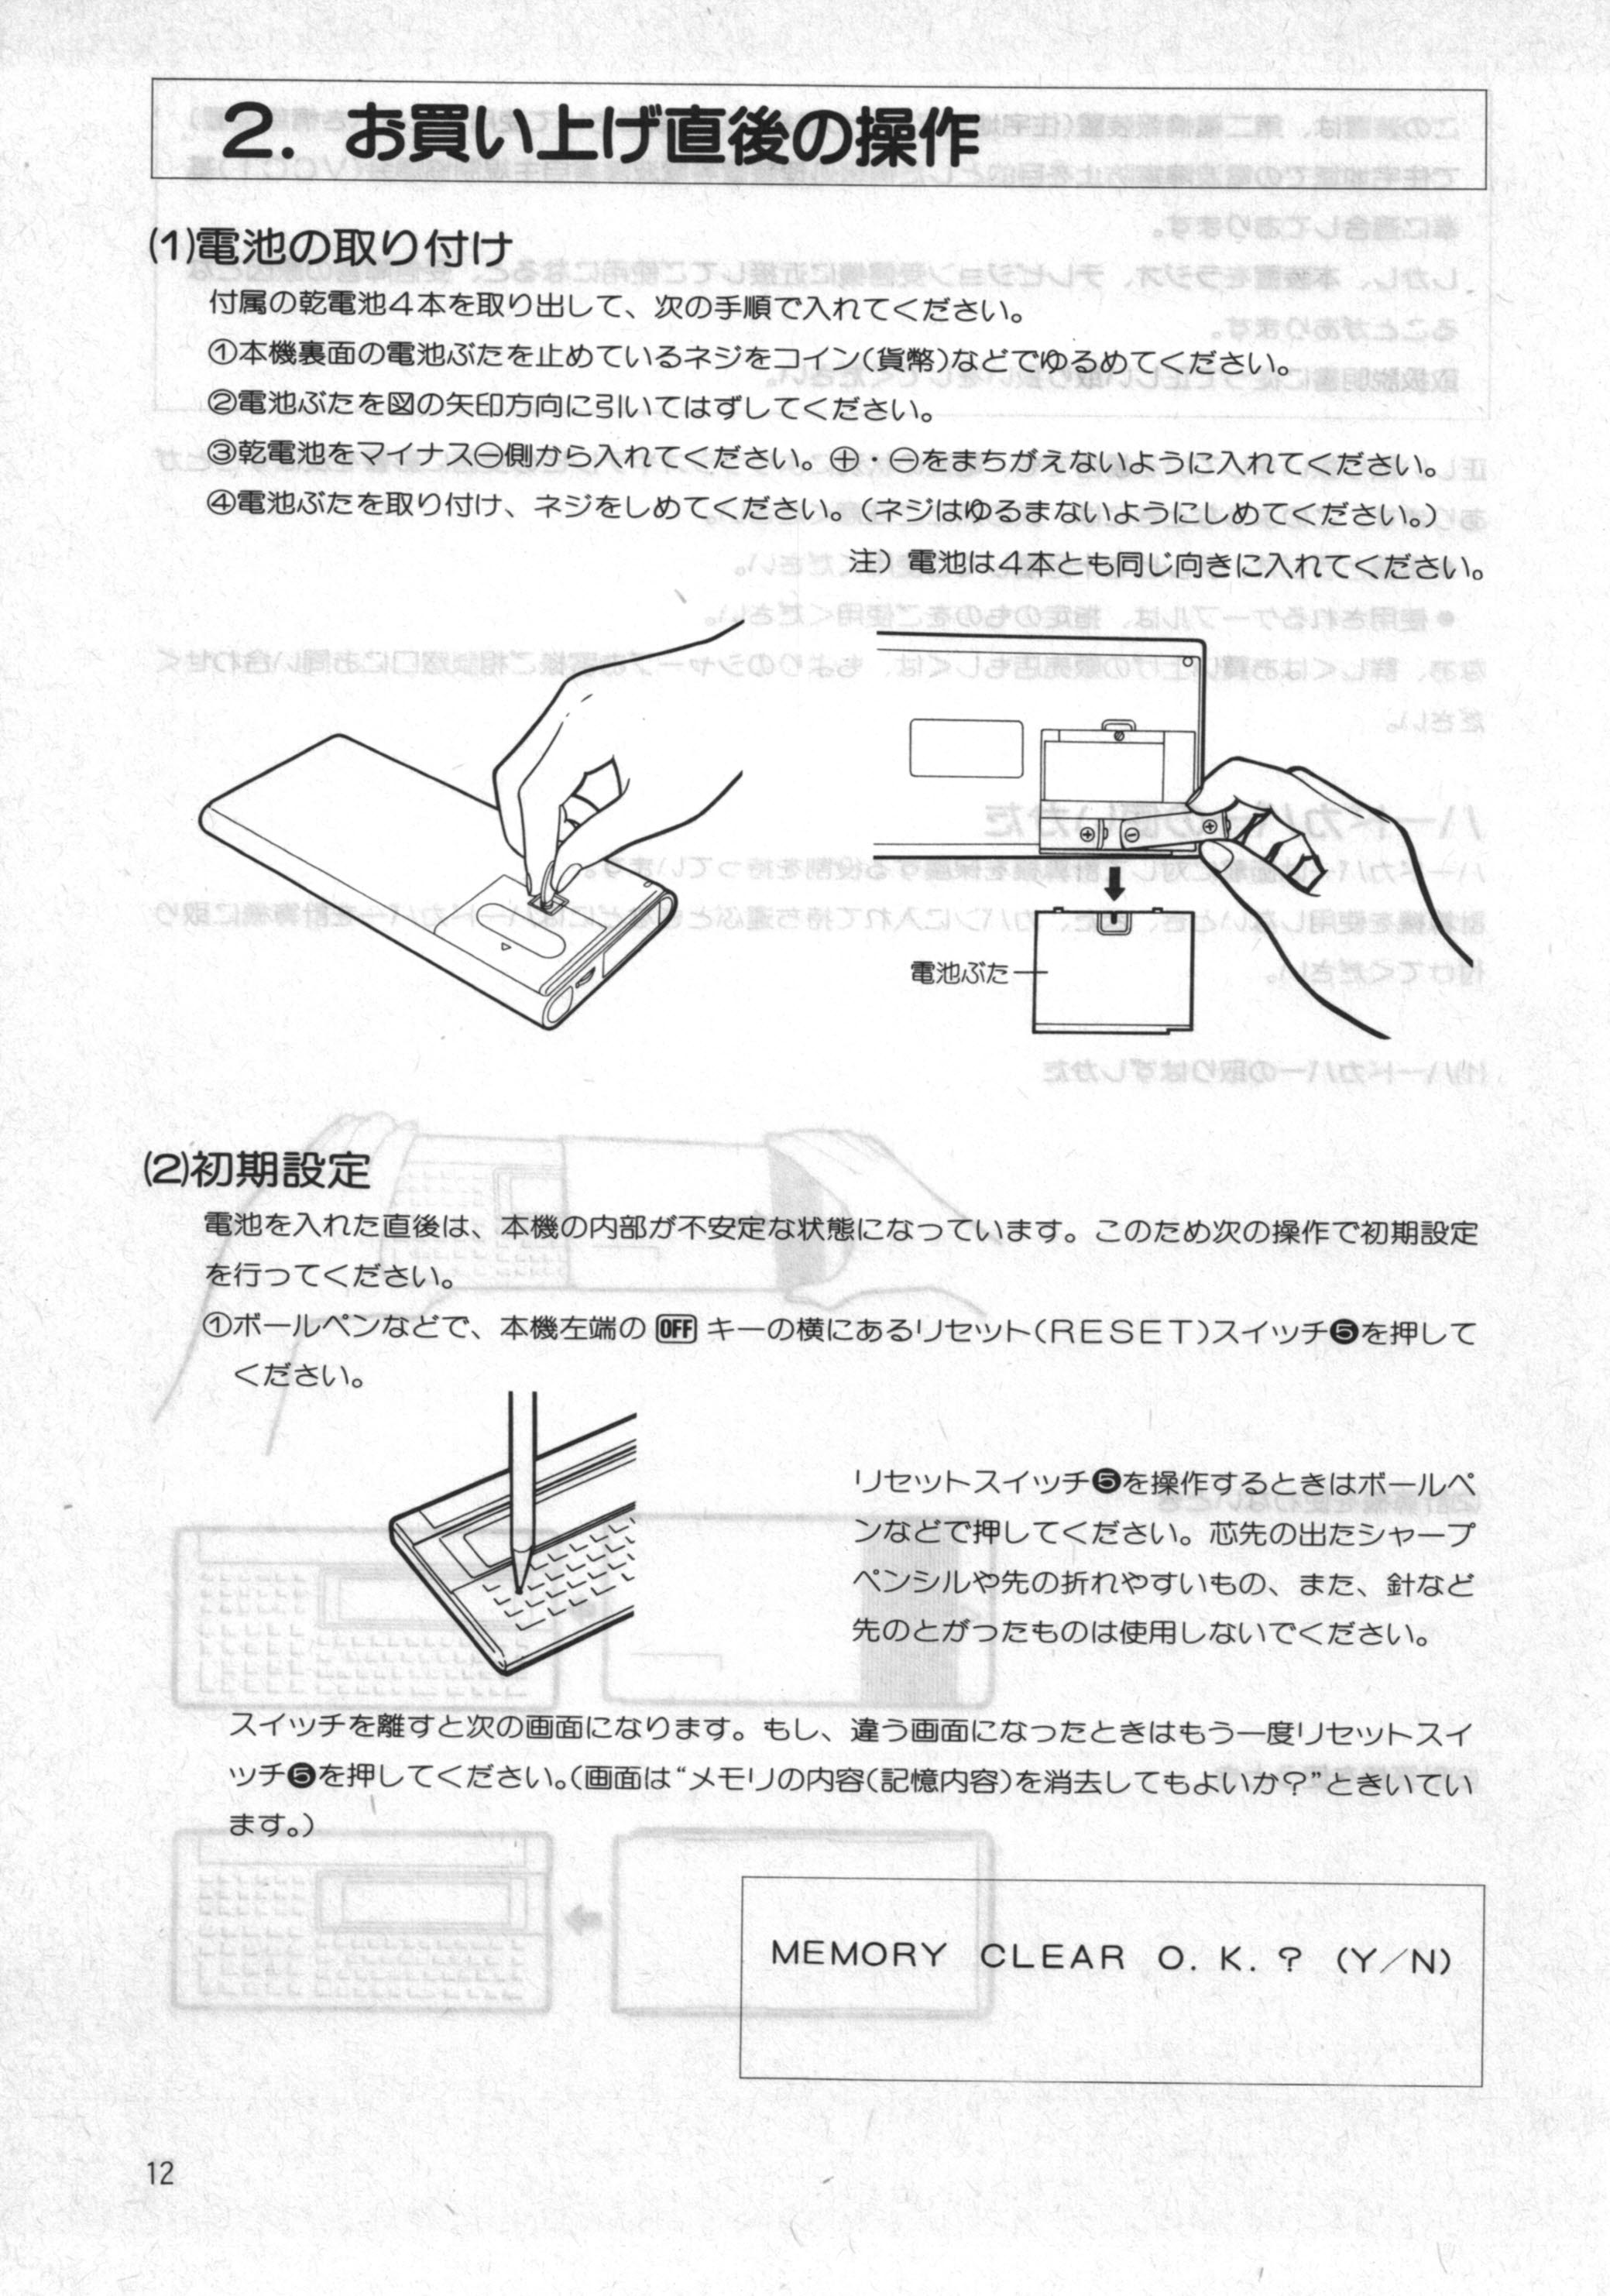 2. お買い上げ直後の操作
(1)電池の取り付け
付属の乾電池4本を取り出して、次の手順で入れてください。
①本機裏面の電池ぶたを止めているネジをコイン(貨幣)などでゆるめてください。
②電池ぶたを図の矢印方向に引いてはずしてください。
③乾電池をマイナス⊖側から入れてください。⊕・⊖をまちがえないように入れてください。
④電池ぶたを取り付け、ネジをしめてください。(ネジはゆるまないようにしめてください。)
注) 電池は4本とも同じ向きに入れてください。
電池ぶた
(2)初期設定
電池を入れた直後は、本機の内部が不安定な状態になっています。このため次の操作で初期設定
を行ってください。
①ボールペンなどで、本機左端の OFF キーの横にあるリセット(RESET)スイッチ❺を押して
ください。
リセットスイッチ❺を操作するときはボールペ
ンなどで押してください。芯先の出たシャープ
ペンシルや先の折れやすいもの、また、針など
先のとがったものは使用しないでください。
スイッチを離すと次の画面になります。もし、違う画面になったときはもう一度リセットスイ
ッチ❺を押してください。(画面は“メモリの内容(記憶内容)を消去してもよいか?”ときいてい
ます。)
MEMORY CLEAR O. K. ? (Y/N)
12